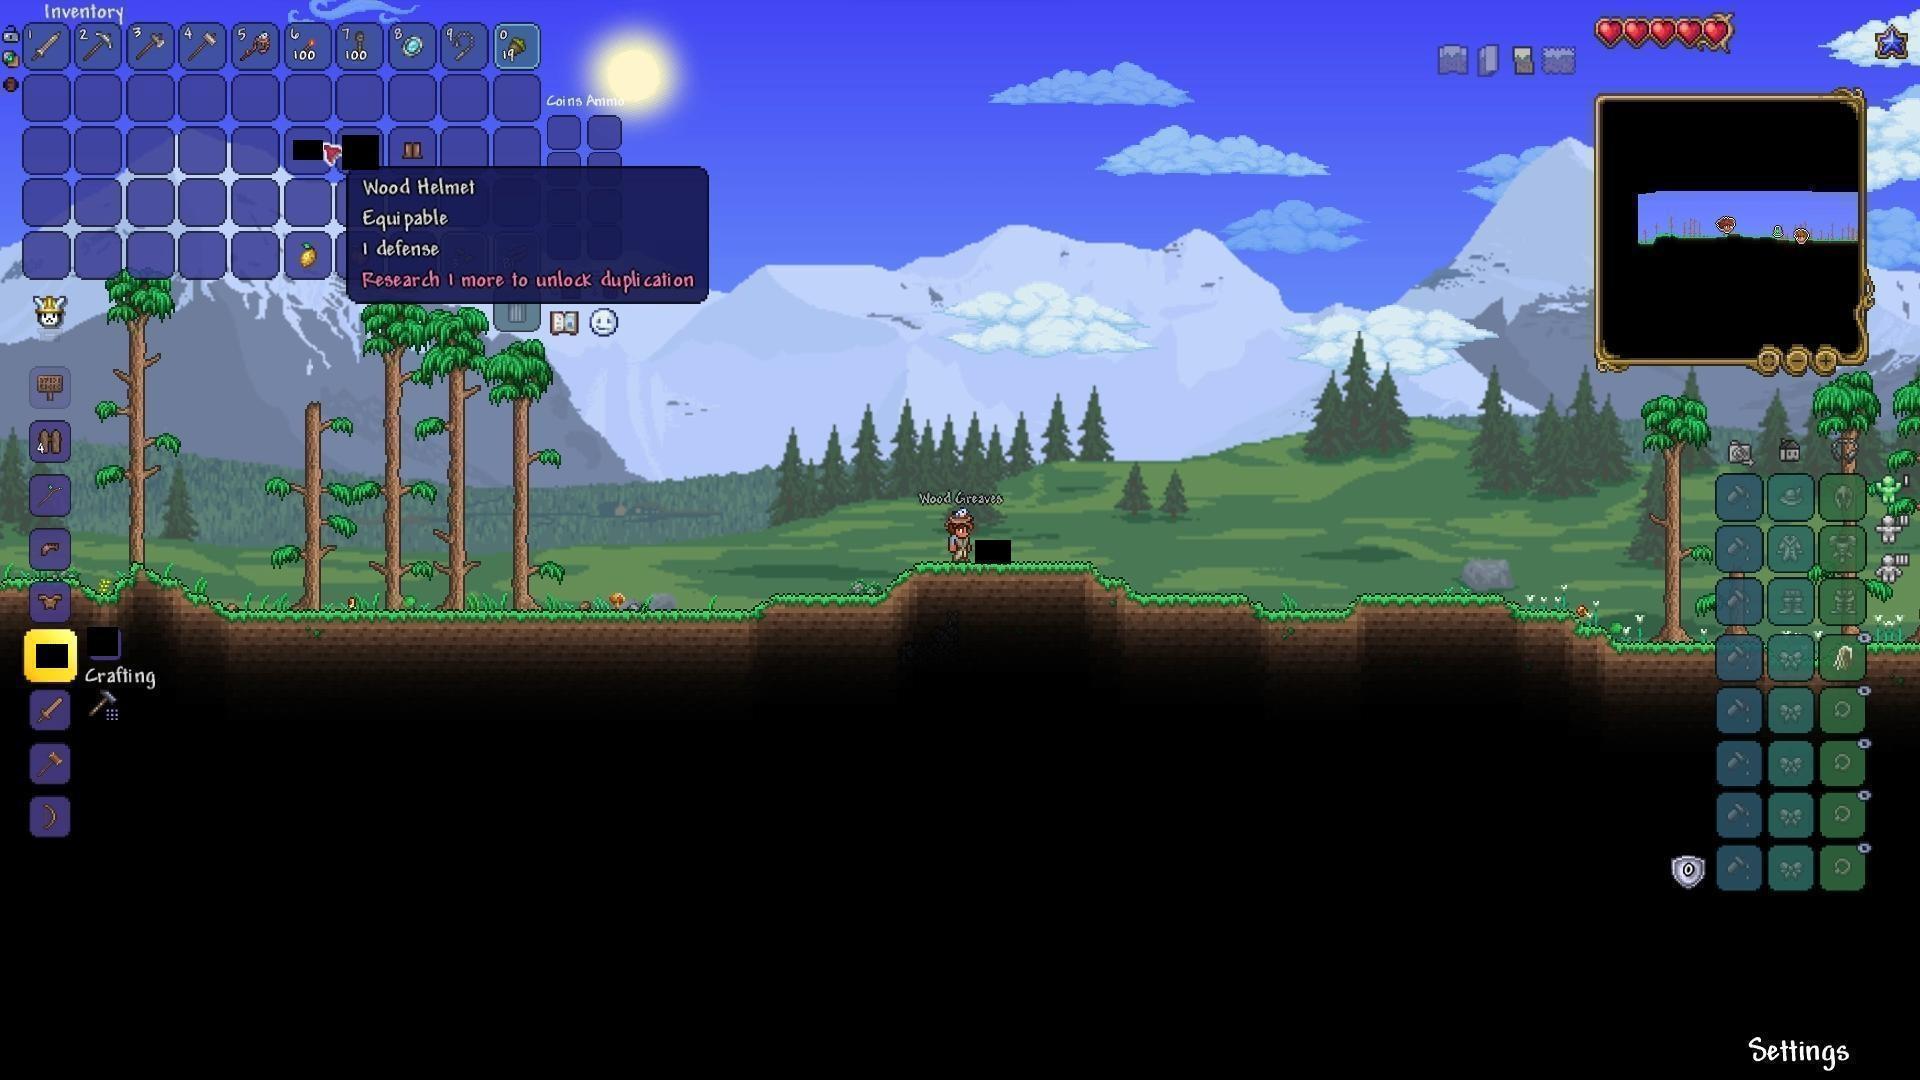 Inventory
1 2 3 4 5 6 7 8 9 0
100 100 19
Coins Ammo
Wood Helmet
Equipable
1 defense
Research 1 more to unlock duplication
4
Wood Greaves
Crafting
0
Settings